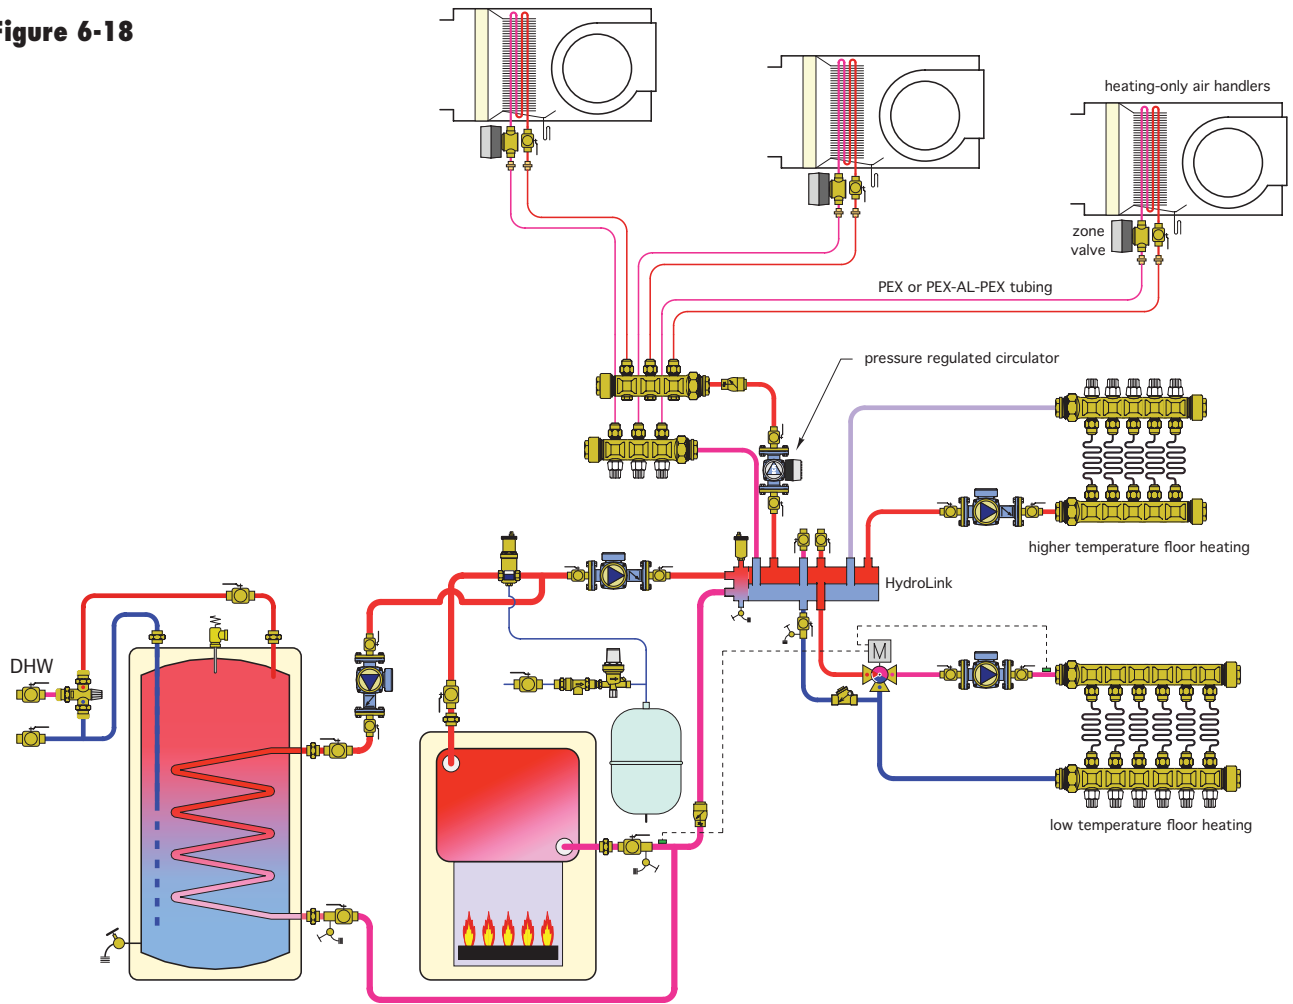 Figure 6-18
heating-only air handlers
zone
valve
PEX or PEX-AL-PEX tubing
pressure regulated circulator
higher temperature floor heating
HydroLink
M
DHW
low temperature floor heating